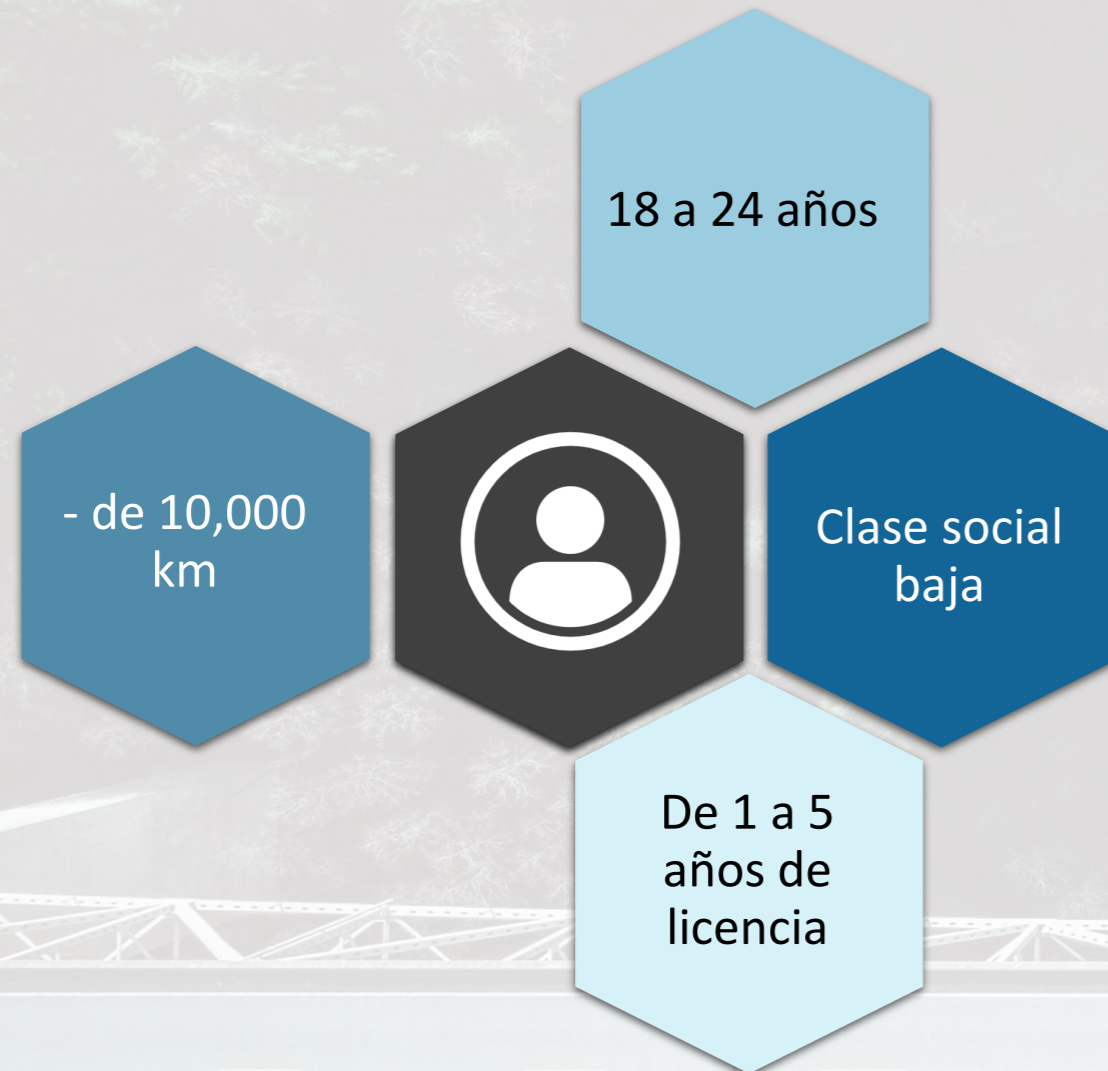 18 a 24 años
- de 10,000
km
Clase social
baja
De 1 a 5
años de
licencia